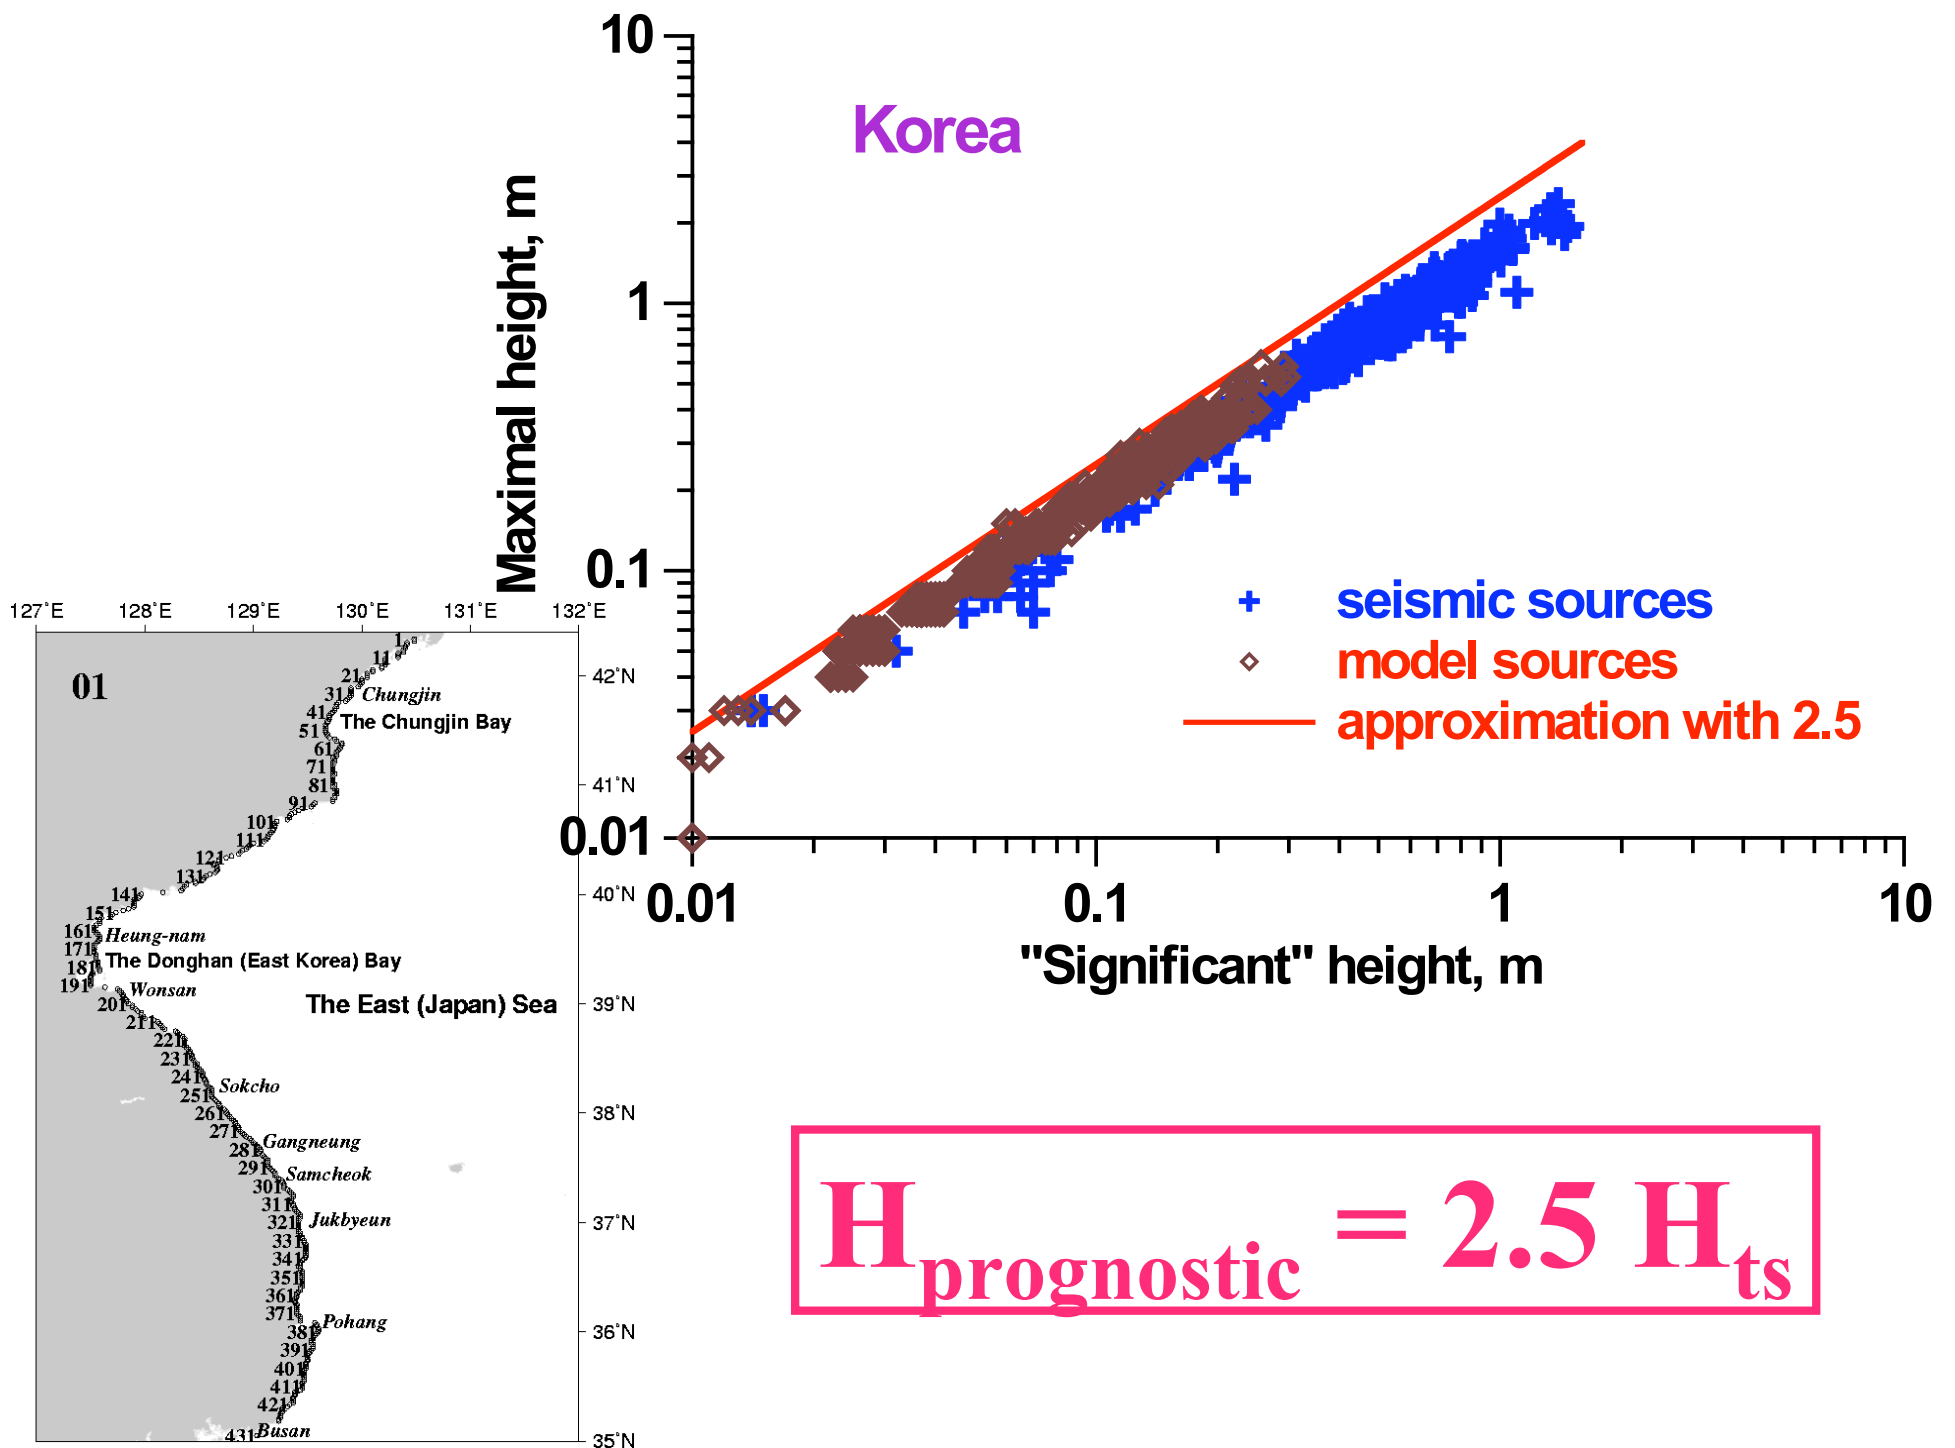 Korea
Maximal height, m
10
1
0.1
0.01
0.01
0.1
1
10
"Significant" height, m
seismic sources
model sources
approximation with 2.5
127°E
128°E
129°E
130°E
131°E
132°E
01
1
11
21
31
Chungjin
41
The Chungjin Bay
51
61
71
81
91
101
111
121
131
141
151
161
Heung-nam
171
The Donghan (East Korea) Bay
181
191
Wonsan
201
The East (Japan) Sea
211
221
231
241
Sokcho
251
261
271
281
Gangneung
291
Samcheok
301
311
321
Jukbyeun
331
341
351
361
371
381
Pohang
391
401
411
421
431
Busan
42°N
41°N
40°N
39°N
38°N
37°N
36°N
35°N
Hprognostic = 2.5 Hts